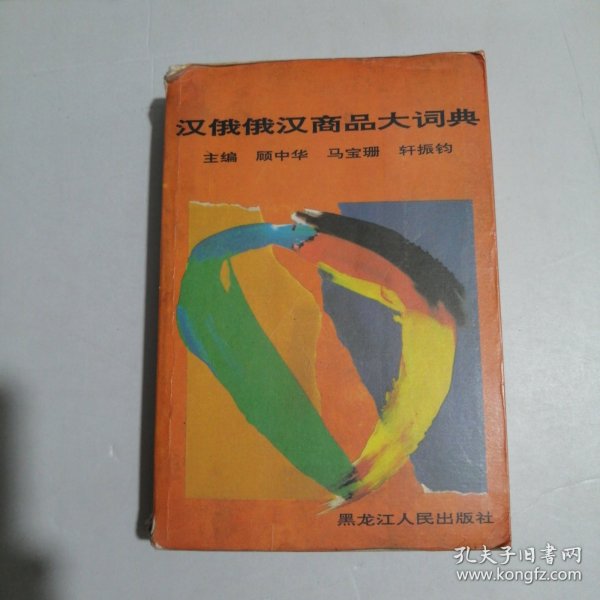 汉俄俄汉商品大词典
主编 顾中华 马宝珊 轩振钧
黑龙江人民出版社
孔夫子旧书网
www.kongfz.com